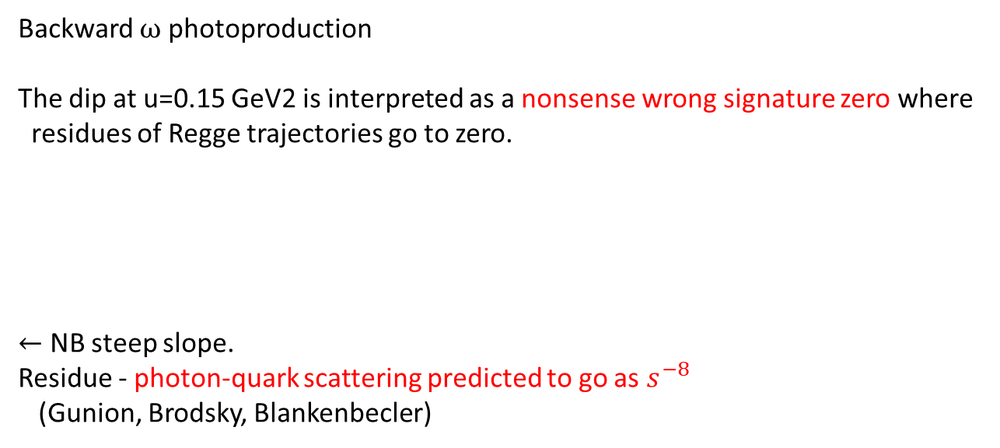 Backward ω photoproduction
The dip at u=0.15 GeV2 is interpreted as a nonsense wrong signature zero where
residues of Regge trajectories go to zero.
← NB steep slope.
Residue - photon-quark scattering predicted to go as s⁻⁸
(Gunion, Brodsky, Blankenbecler)